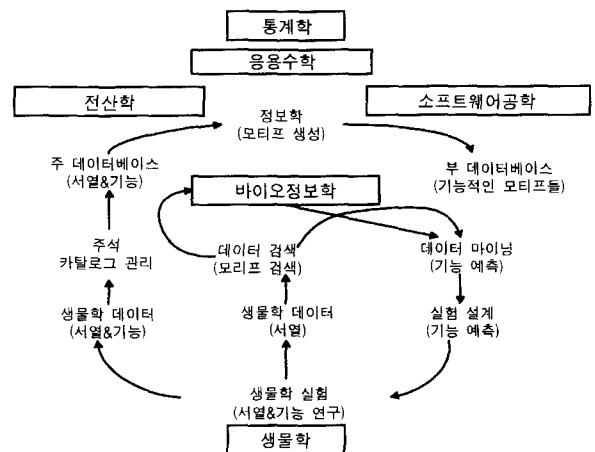 통계학
응용수학
전산학
소프트웨어공학
정보학
(모티프 생성)
주 데이터베이스
(서열&기능)
부 데이터베이스
(기능적인 모티프들)
바이오정보학
주석
카탈로그 관리
데이터 검색
(모리프 검색)
데이터 마이닝
(기능 예측)
생물학 데이터
(서열&기능)
생물학 데이터
(서열)
실험 설계
(기능 예측)
생물학 실험
(서열&기능 연구)
생물학